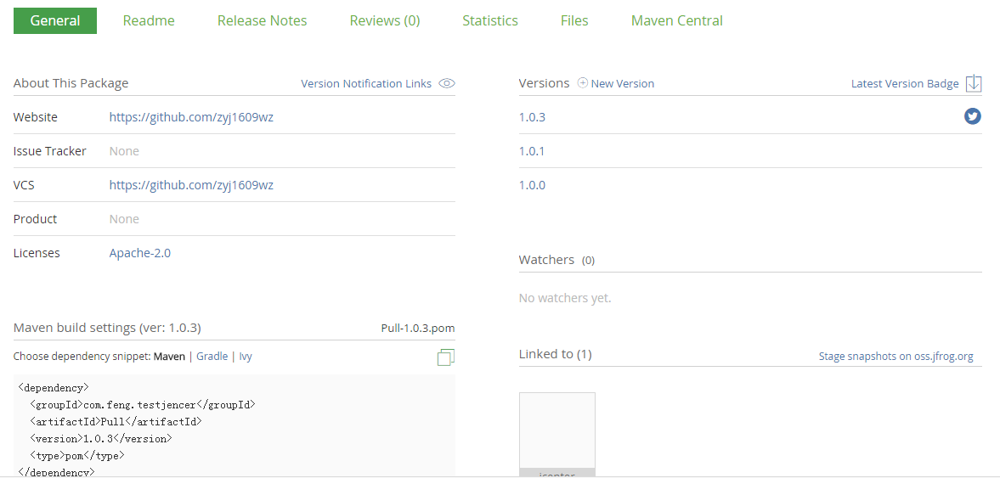 General Readme Release Notes Reviews (0) Statistics Files Maven Central
About This Package Version Notification Links
Website https://github.com/zyj1609wz
Issue Tracker None
VCS https://github.com/zyj1609wz
Product None
Licenses Apache-2.0
Maven build settings (ver: 1.0.3) Pull-1.0.3.pom
Choose dependency snippet: Maven | Gradle | Ivy
<dependency>
<groupId>com.feng.testjencer</groupId>
<artifactId>Pull</artifactId>
<version>1.0.3</version>
<type>pom</type>
</dependency>
Versions New Version Latest Version Badge
1.0.3
1.0.1
1.0.0
Watchers (0)
No watchers yet.
Linked to (1) Stage snapshots on oss.jfrog.org
jcenter